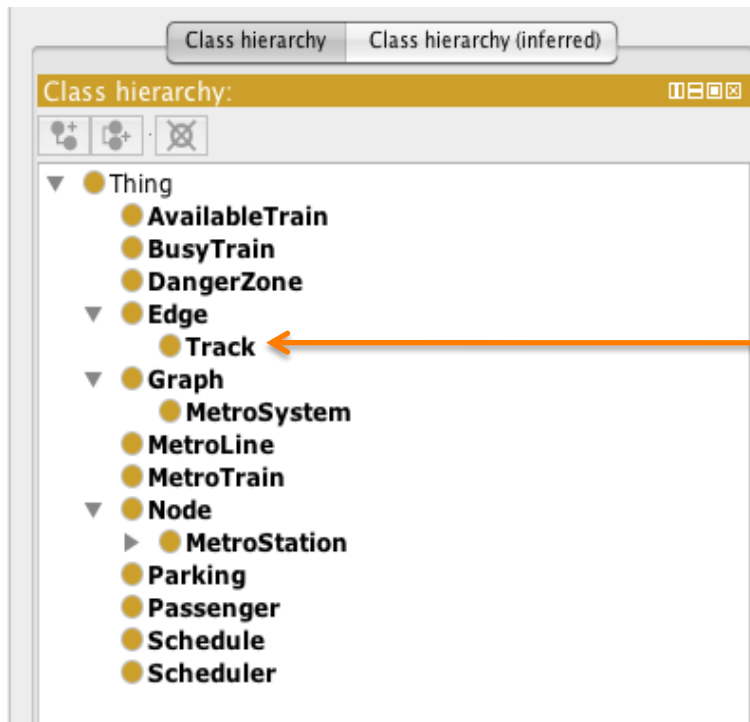 Class hierarchy Class hierarchy (inferred)
Class hierarchy:
Thing
AvailableTrain
BusyTrain
DangerZone
Edge
Track
Graph
MetroSystem
MetroLine
MetroTrain
Node
MetroStation
Parking
Passenger
Schedule
Scheduler